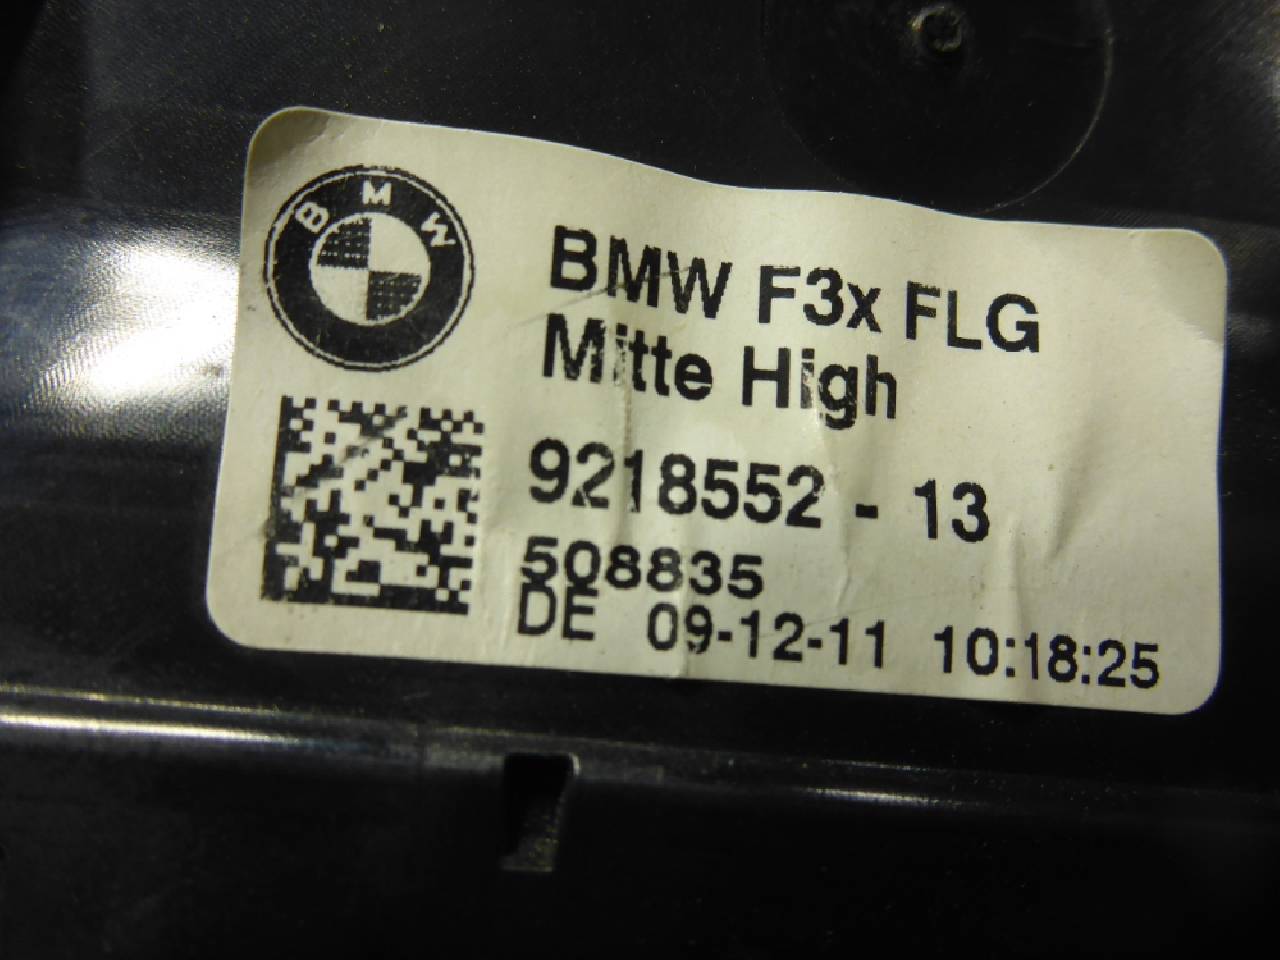 BMW
BMW F3x FLG
Mitte High
9218552 - 13
508835
DE 09-12-11 10:18:25